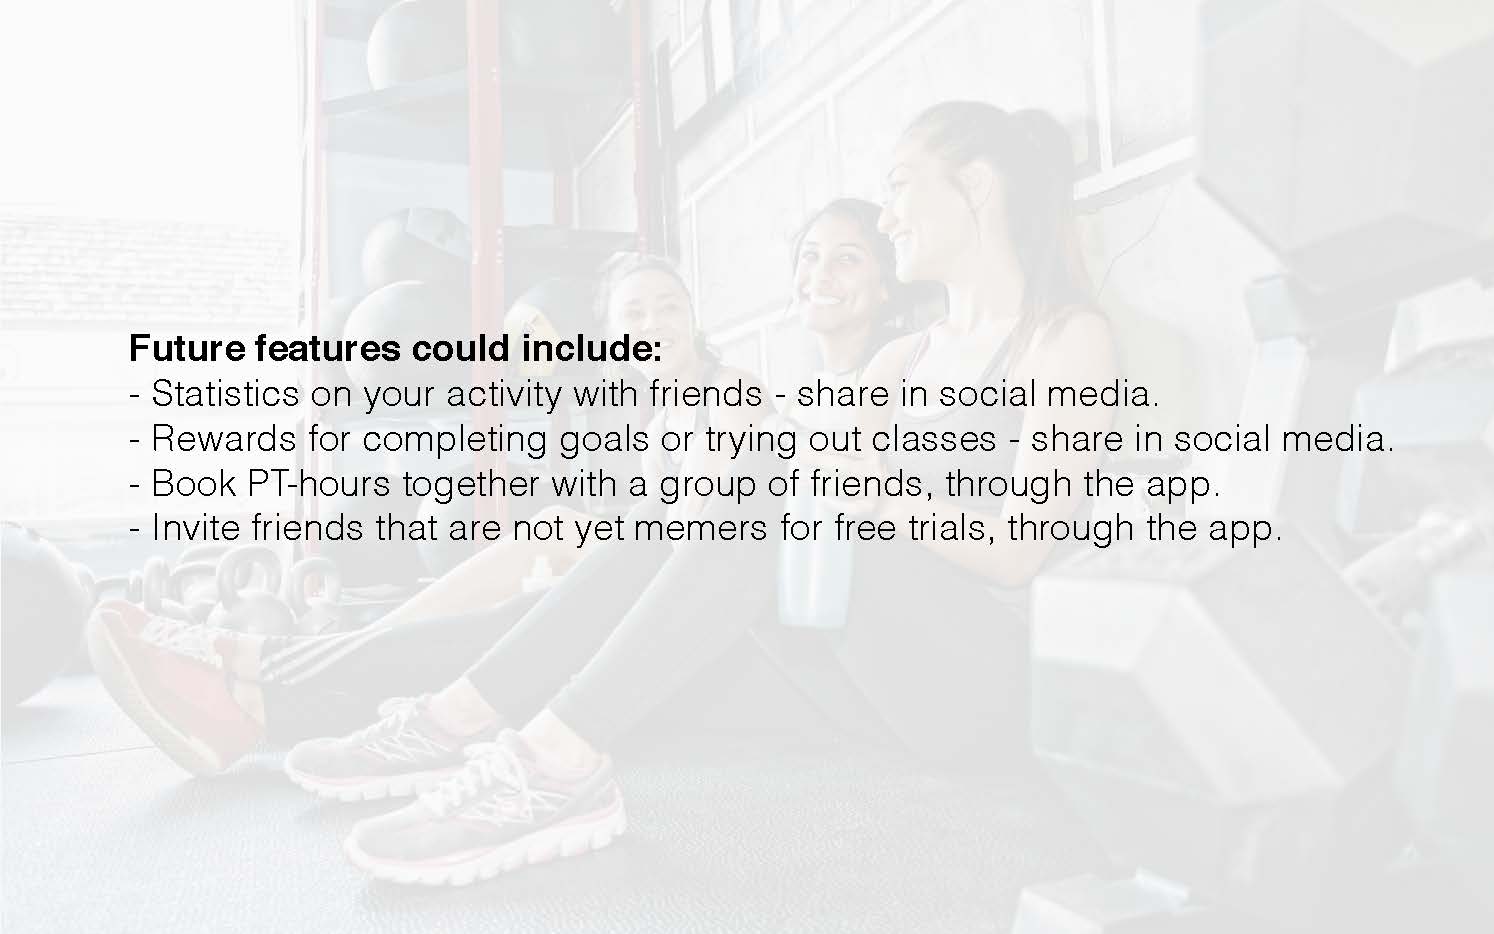 Future features could include:
- Statistics on your activity with friends - share in social media.
- Rewards for completing goals or trying out classes - share in social media.
- Book PT-hours together with a group of friends, through the app.
- Invite friends that are not yet memers for free trials, through the app.